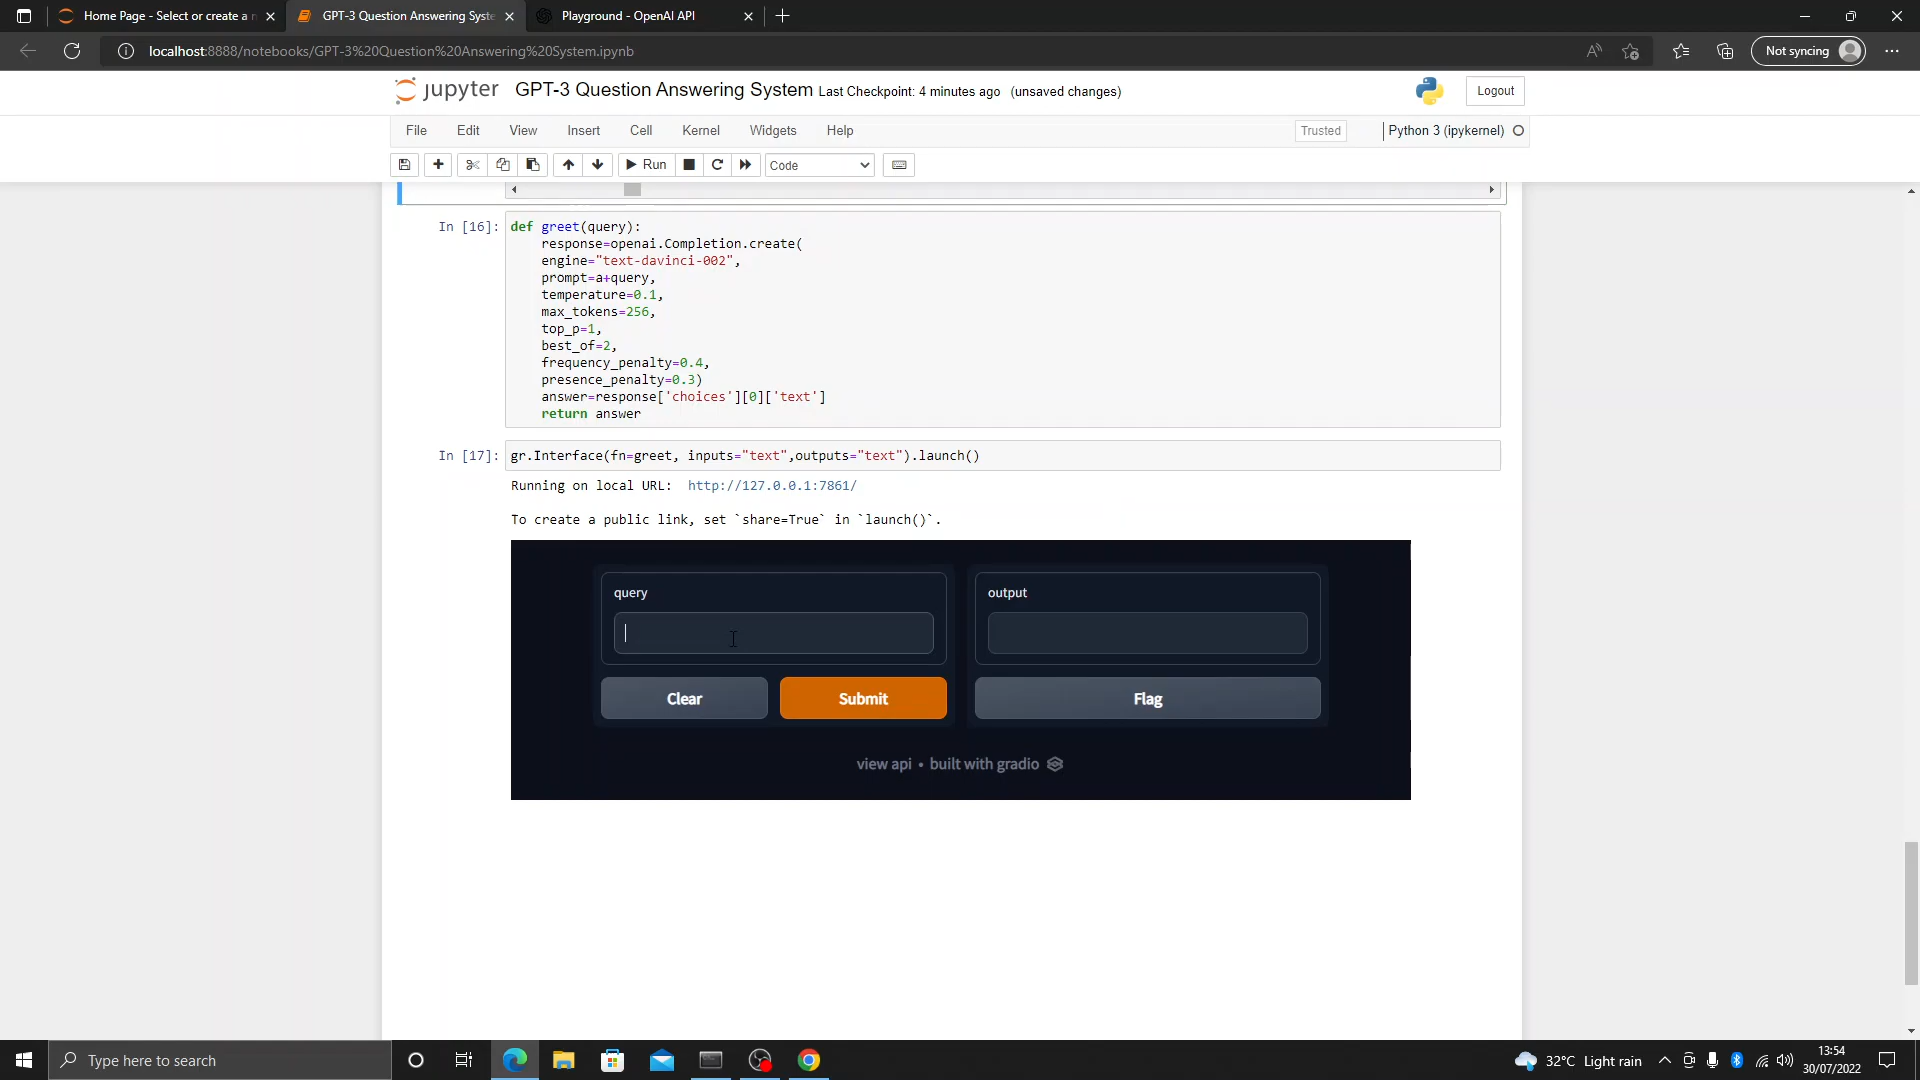 Home Page - Select or create a n
GPT-3 Question Answering Syste
Playground - OpenAI API
localhost:8888/notebooks/GPT-3%20Question%20Answering%20System.ipynb
Not syncing
jupyter GPT-3 Question Answering System Last Checkpoint: 4 minutes ago (unsaved changes)
Logout
File Edit View Insert Cell Kernel Widgets Help
Trusted
Python 3 (ipykernel)
Run
Code
In [16]:
def greet(query):
    response=openai.Completion.create(
    engine="text-davinci-002",
    prompt=a+query,
    temperature=0.1,
    max_tokens=256,
    top_p=1,
    best_of=2,
    frequency_penalty=0.4,
    presence_penalty=0.3)
    answer=response['choices'][0]['text']
    return answer
In [17]:
gr.Interface(fn=greet, inputs="text",outputs="text").launch()
Running on local URL:  http://127.0.0.1:7861/
To create a public link, set `share=True` in `launch()`.
query
output
Clear
Submit
Flag
view api • built with gradio
Type here to search
32°C Light rain
13:54
30/07/2022